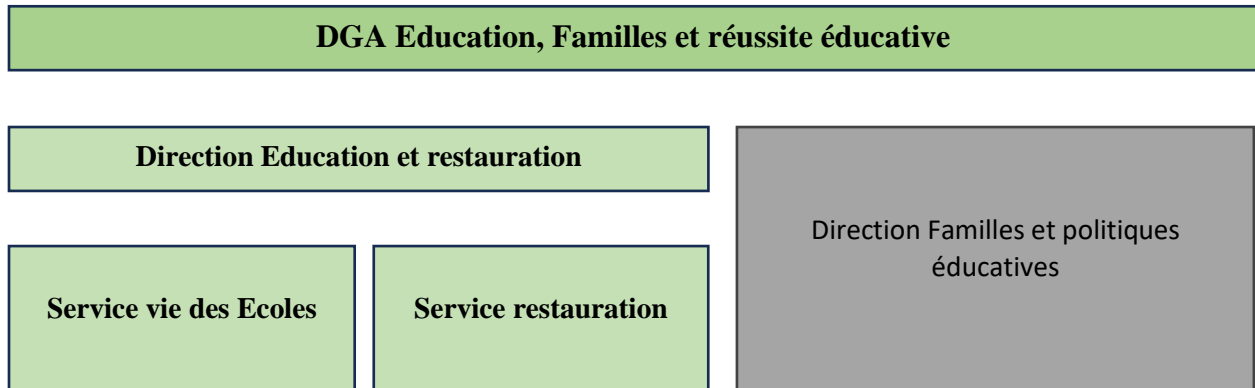 DGA Education, Familles et réussite éducative
Direction Education et restauration
Direction Familles et politiques
éducatives
Service vie des Ecoles
Service restauration